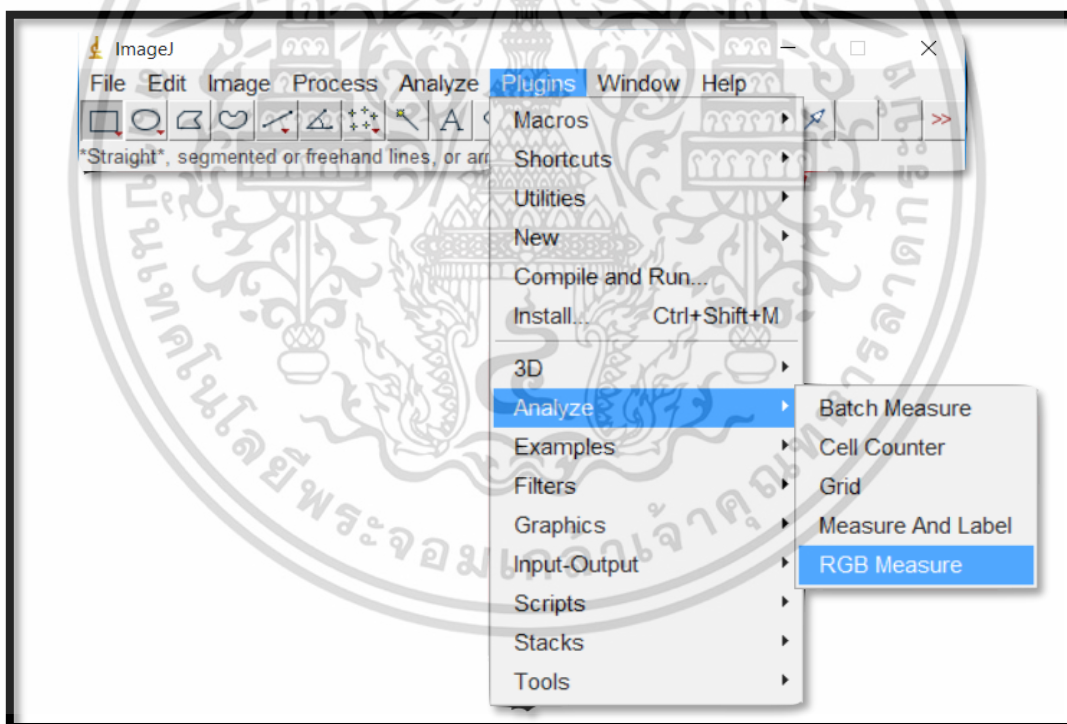 ImageJ
File Edit Image Process Analyze Plugins Window Help
A
>>
*Straight*, segmented or freehand lines, or arr
Macros
Shortcuts
Utilities
New
Compile and Run...
Install... Ctrl+Shift+M
3D
Analyze
Examples
Filters
Graphics
Input-Output
Scripts
Stacks
Tools
Batch Measure
Cell Counter
Grid
Measure And Label
RGB Measure